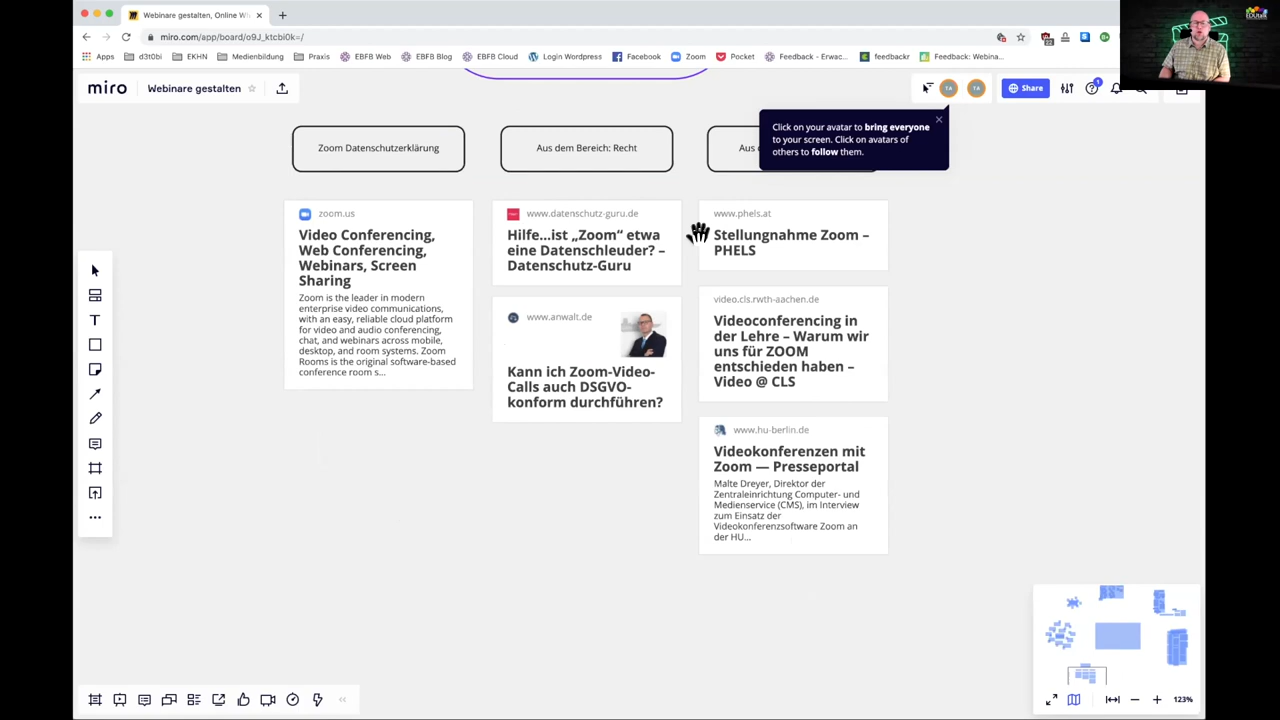 Webinare gestalten, Online Wi
miro.com/app/board/o9J_ktcbi0k=/
Apps
d3t0bi
EKHN
Medienbildung
Praxis
EBFB Web
EBFB Blog
EBFB Cloud
Login Wordpress
Facebook
Zoom
Pocket
Feedback - Erwac...
feedbackr
Feedback: Webina...
miro
Webinare gestalten
TA
TA
Share
1
Click on your avatar to bring everyone
to your screen. Click on avatars of
others to follow them.
Zoom Datenschutzerklärung
Aus dem Bereich: Recht
Aus
zoom.us
Video Conferencing,
Web Conferencing,
Webinars, Screen
Sharing
Zoom is the leader in modern
enterprise video communications,
with an easy, reliable cloud platform
for video and audio conferencing,
chat, and webinars across mobile,
desktop, and room systems. Zoom
Rooms is the original software-based
conference room s...
www.datenschutz-guru.de
Hilfe...ist „Zoom“ etwa
eine Datenschleuder? –
Datenschutz-Guru
www.anwalt.de
Kann ich Zoom-Video-
Calls auch DSGVO-
konform durchführen?
www.phels.at
Stellungnahme Zoom –
PHELS
video.cls.rwth-aachen.de
Videoconferencing in
der Lehre – Warum wir
uns für ZOOM
entschieden haben –
Video @ CLS
www.hu-berlin.de
Videokonferenzen mit
Zoom — Presseportal
Malte Dreyer, Direktor der
Zentraleinrichtung Computer- und
Medienservice (CMS), im Interview
zum Einsatz der
Videokonferenzsoftware Zoom an
der HU...
123%